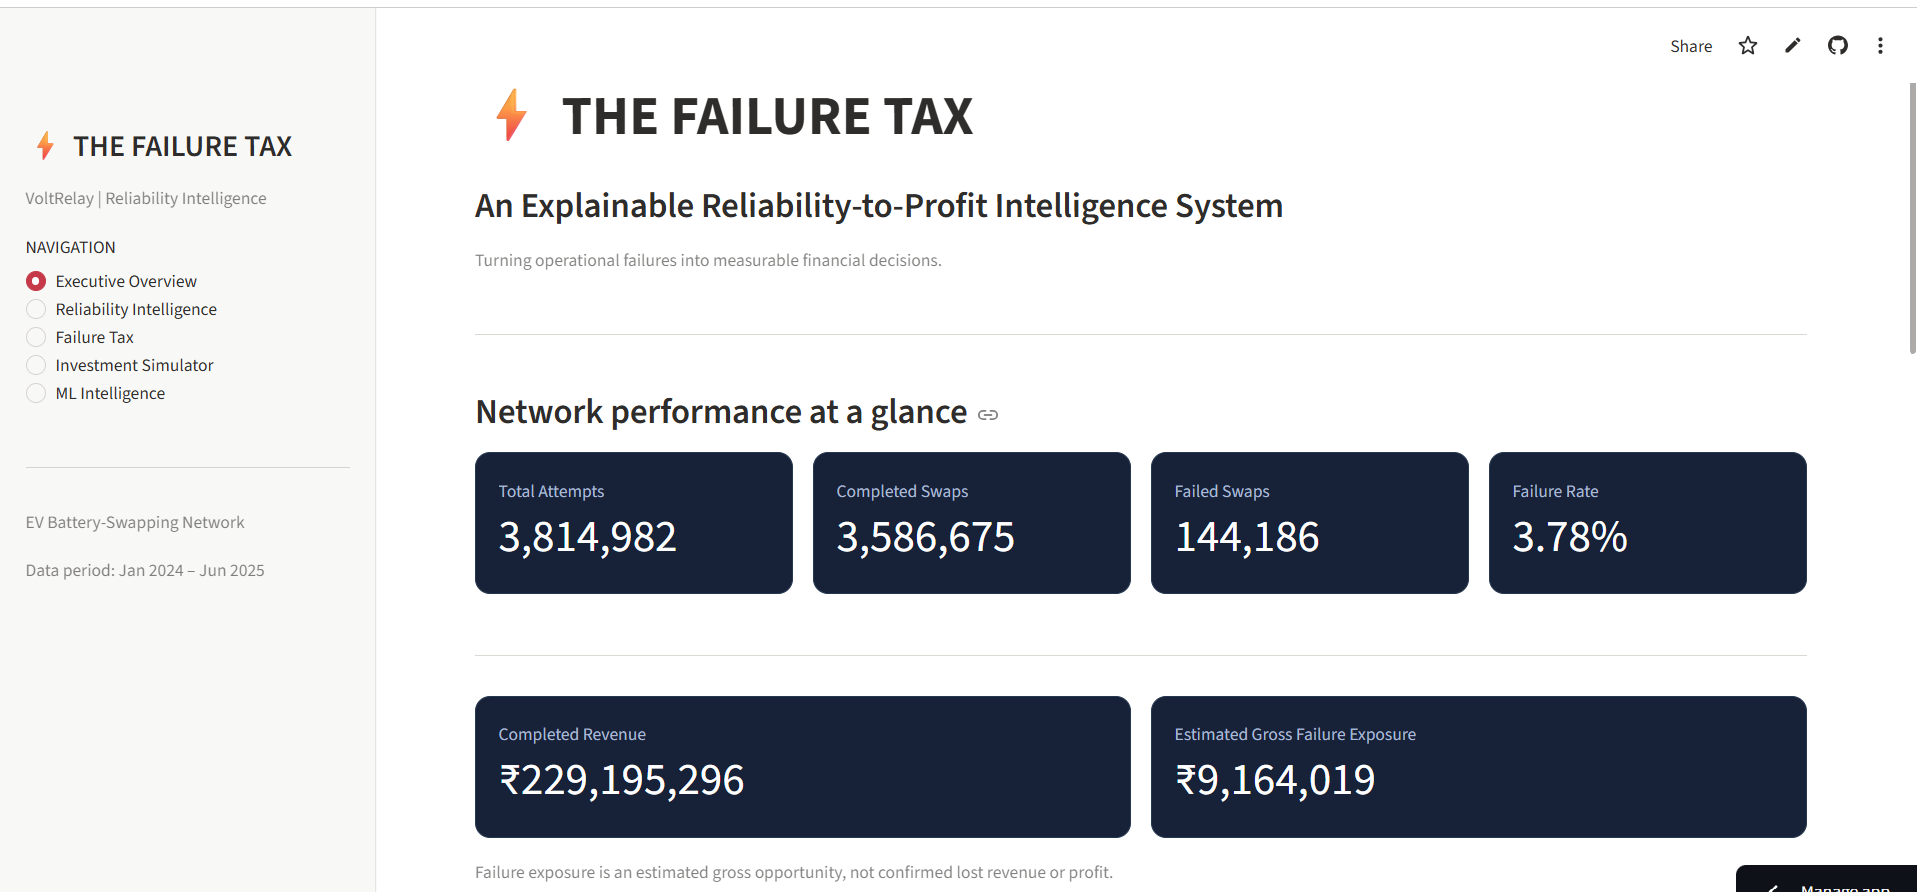 Share
THE FAILURE TAX
VoltRelay | Reliability Intelligence
NAVIGATION
Executive Overview
Reliability Intelligence
Failure Tax
Investment Simulator
ML Intelligence
EV Battery-Swapping Network
Data period: Jan 2024 – Jun 2025
THE FAILURE TAX
An Explainable Reliability-to-Profit Intelligence System
Turning operational failures into measurable financial decisions.
Network performance at a glance
Total Attempts
3,814,982
Completed Swaps
3,586,675
Failed Swaps
144,186
Failure Rate
3.78%
Completed Revenue
₹229,195,296
Estimated Gross Failure Exposure
₹9,164,019
Failure exposure is an estimated gross opportunity, not confirmed lost revenue or profit.
Manage app